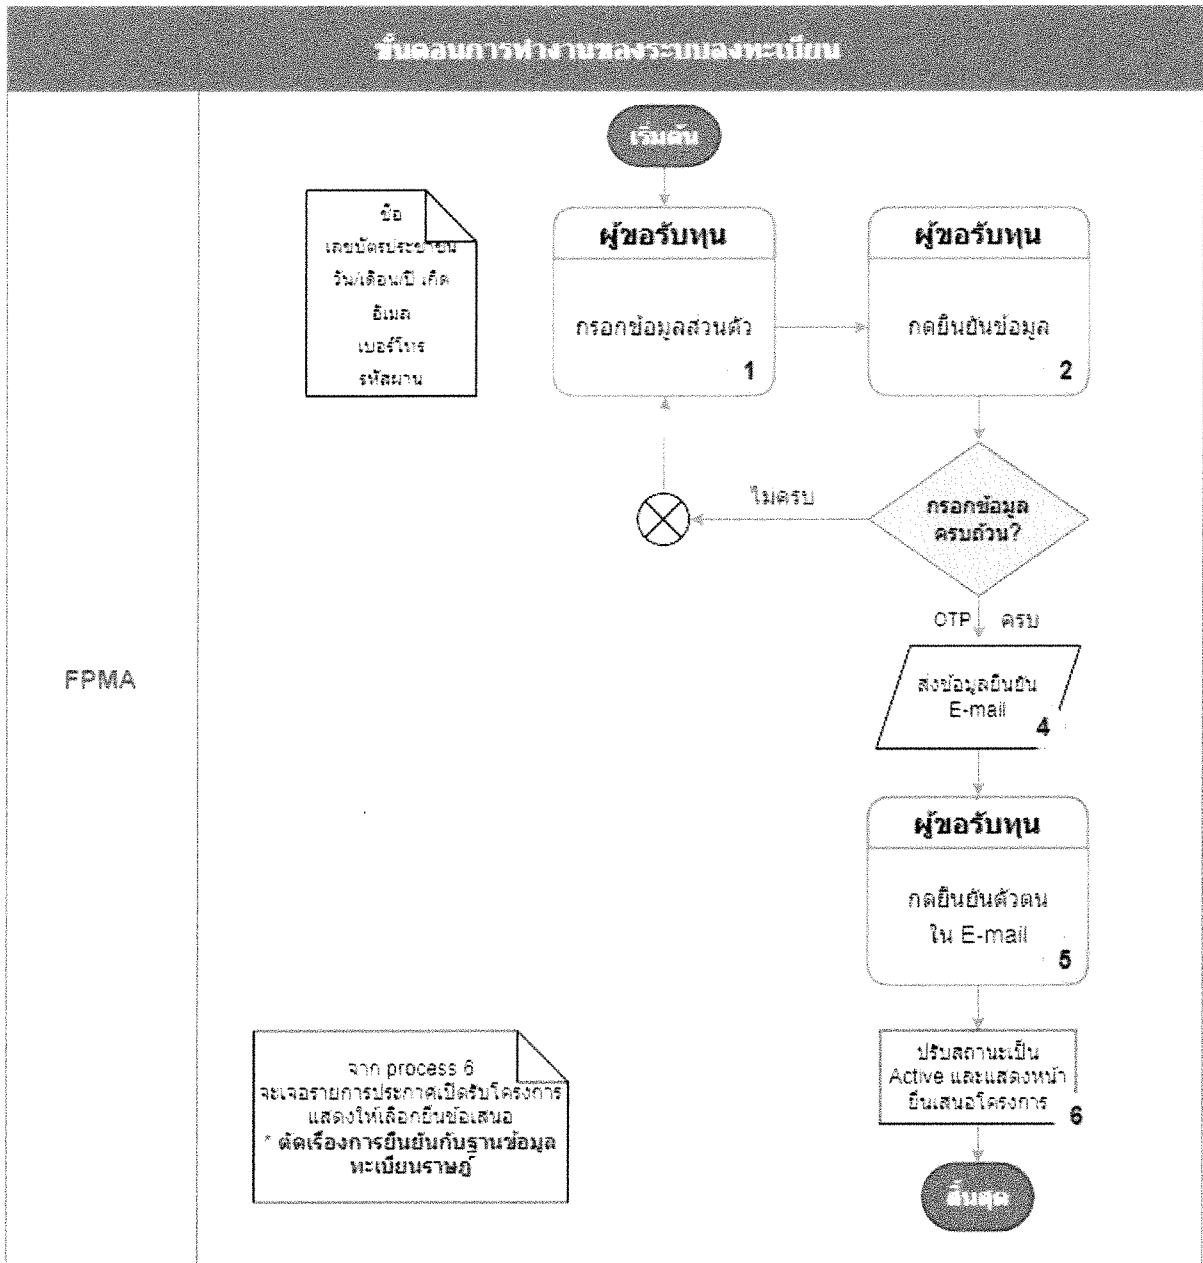 ขั้นตอนการทำงานของระบบลงทะเบียน
FPMA
เริ่มต้น
ชื่อ
เลขบัตรประชาชน
วัน/เดือน/ปี เกิด
อีเมล
เบอร์โทร
รหัสผ่าน
ผู้ขอรับทุน
กรอกข้อมูลส่วนตัว
1
ผู้ขอรับทุน
กดยืนยันข้อมูล
2
กรอกข้อมูล
ครบถ้วน?
ไม่ครบ
OTP ครบ
ส่งข้อมูลยืนยัน
E-mail
4
ผู้ขอรับทุน
กดยืนยันตัวตน
ใน E-mail
5
ปรับสถานะเป็น
Active และแสดงหน้า
ยื่นเสนอโครงการ
6
สิ้นสุด
จาก process 6
จะเจอรายการประกาศเปิดรับโครงการ
แสดงให้เลือกยื่นข้อเสนอ
* ตัดเรื่องการยืนยันกับฐานข้อมูล
ทะเบียนราษฎ์